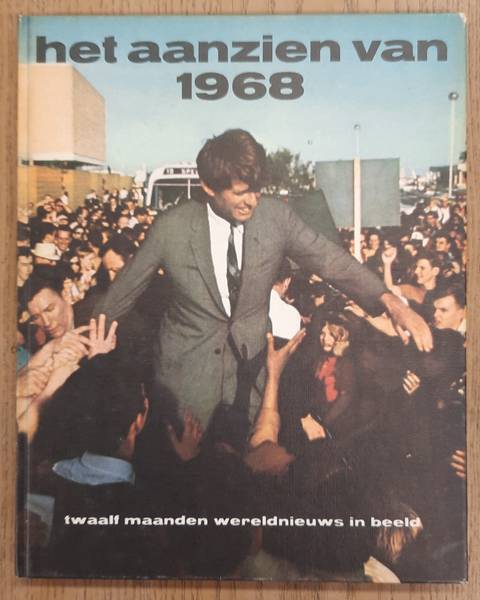 het aanzien van
1968
twaalf maanden wereldnieuws in beeld